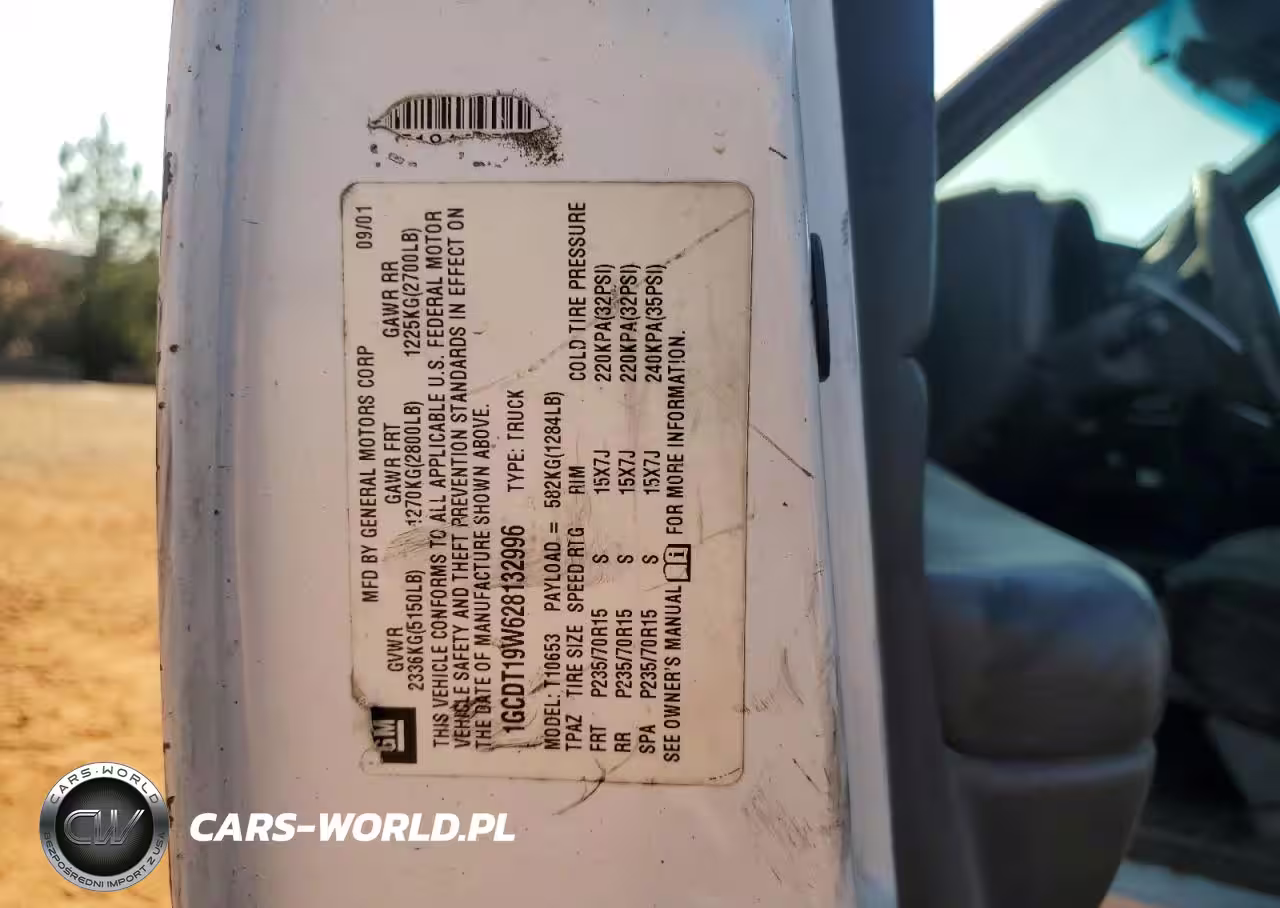 MFD BY GENERAL MOTORS CORP 09/01
GVWR GAWR FRT GAWR RR
2336KG(5150LB) 1270KG(2800LB) 1225KG(2700LB)
THIS VEHICLE CONFORMS TO ALL APPLICABLE U.S. FEDERAL MOTOR
VEHICLE SAFETY AND THEFT PREVENTION STANDARDS IN EFFECT ON
THE DATE OF MANUFACTURE SHOWN ABOVE.
1GCDT19W628132996 TYPE: TRUCK
MODEL: T10653 PAYLOAD = 582KG(1284LB)
TPAZ TIRE SIZE SPEED RTG RIM COLD TIRE PRESSURE
FRT P235/70R15 S 15X7J 220KPA(32PSI)
RR P235/70R15 S 15X7J 220KPA(32PSI)
SPA P235/70R15 S 15X7J 240KPA(35PSI)
SEE OWNER'S MANUAL i FOR MORE INFORMATION.
GM
CARS-WORLD
CW
BEZPOŚREDNI IMPORT Z USA
CARS-WORLD.PL